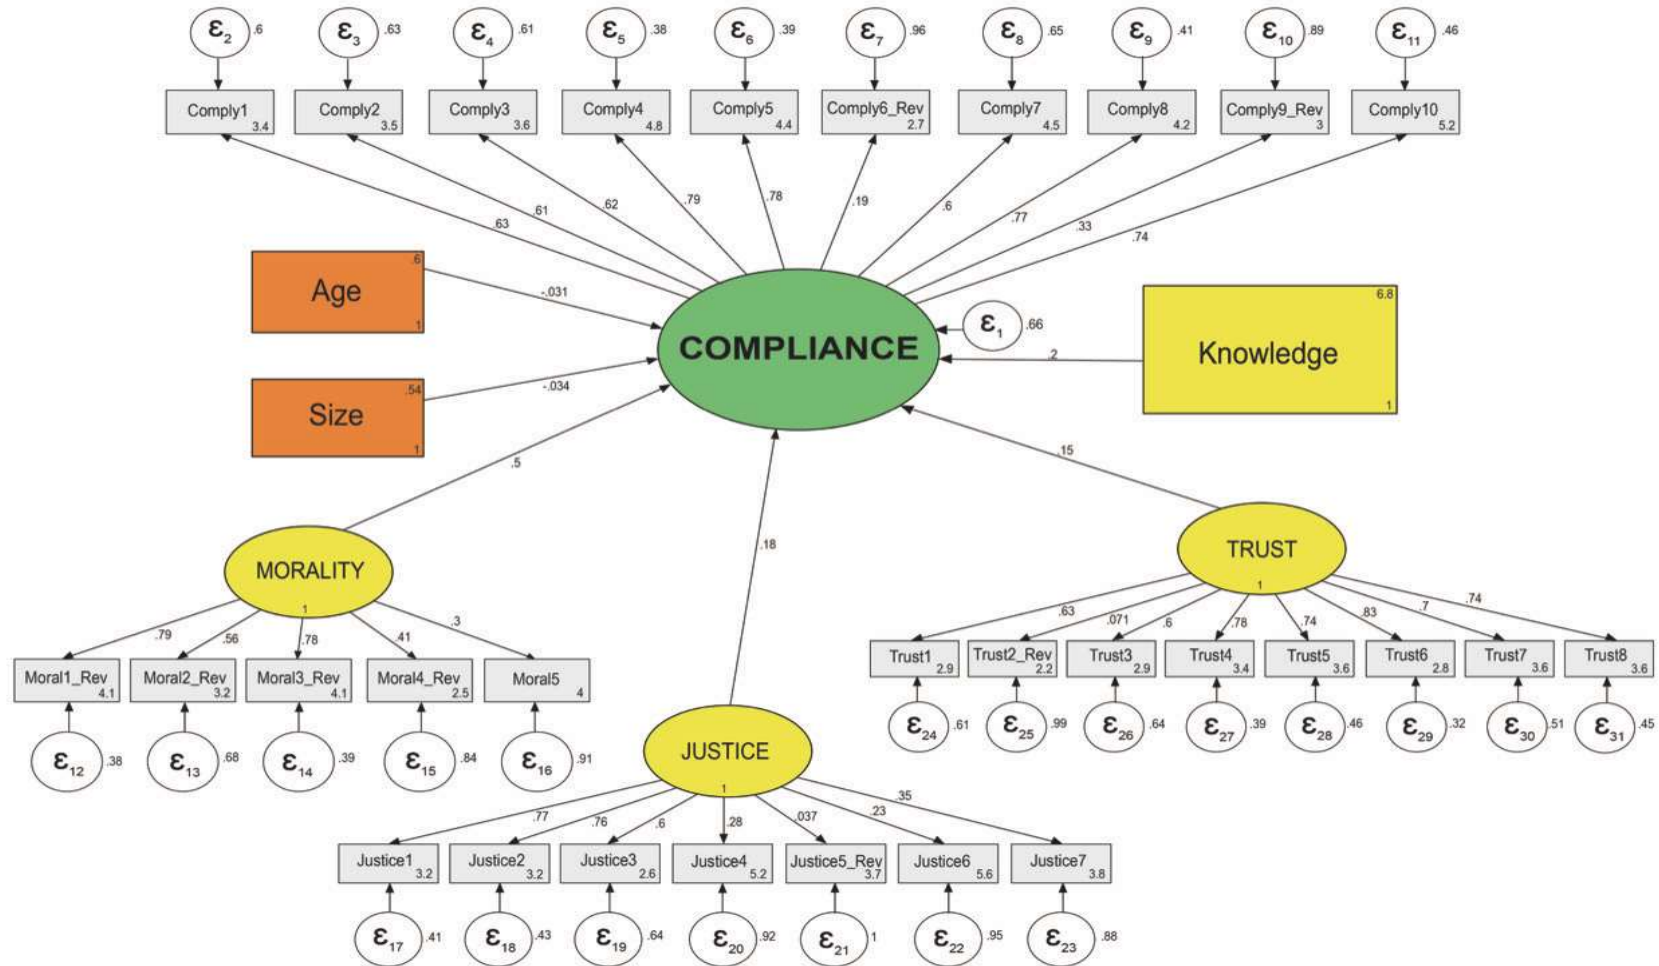 ε2 .6 ε3 .63 ε4 .61 ε5 .38 ε6 .39 ε7 .96 ε8 .65 ε9 .41 ε10 .89 ε11 .46
Comply1 3.4 Comply2 3.5 Comply3 3.6 Comply4 4.8 Comply5 4.4 Comply6_Rev 2.7 Comply7 4.5 Comply8 4.2 Comply9_Rev 3 Comply10 5.2
.63 .61 .62 .79 .78 .19 .6 .77 .33 .74
.6
Age
1
-.031
.54
Size
1
-.034
COMPLIANCE
ε1 .66
.2
6.8
Knowledge
1
.5
.18
.15
MORALITY
1
.79 .56 .78 .41 .3
Moral1_Rev 4.1 Moral2_Rev 3.2 Moral3_Rev 4.1 Moral4_Rev 2.5 Moral5 4
ε12 .38 ε13 .68 ε14 .39 ε15 .84 ε16 .91
TRUST
1
.63 .071 .6 .78 .74 .83 .7 .74
Trust1 2.9 Trust2_Rev 2.2 Trust3 2.9 Trust4 3.4 Trust5 3.6 Trust6 2.8 Trust7 3.6 Trust8 3.6
ε24 .61 ε25 .99 ε26 .64 ε27 .39 ε28 .46 ε29 .32 ε30 .51 ε31 .45
JUSTICE
1
.77 .76 .6 .28 .037 .23 .35
Justice1 3.2 Justice2 3.2 Justice3 2.6 Justice4 5.2 Justice5_Rev 3.7 Justice6 5.6 Justice7 3.8
ε17 .41 ε18 .43 ε19 .64 ε20 .92 ε21 1 ε22 .95 ε23 .88